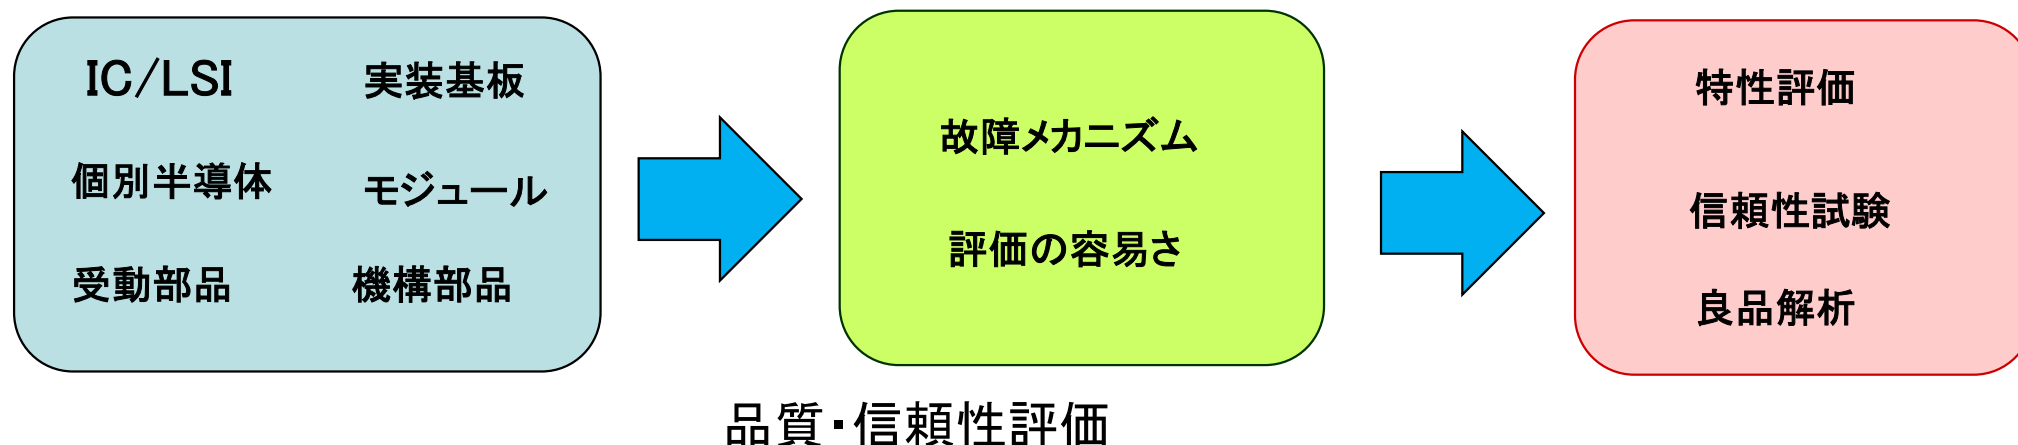 IC/LSI 実装基板
個別半導体 モジュール
受動部品 機構部品
故障メカニズム
評価の容易さ
特性評価
信頼性試験
良品解析
品質・信頼性評価